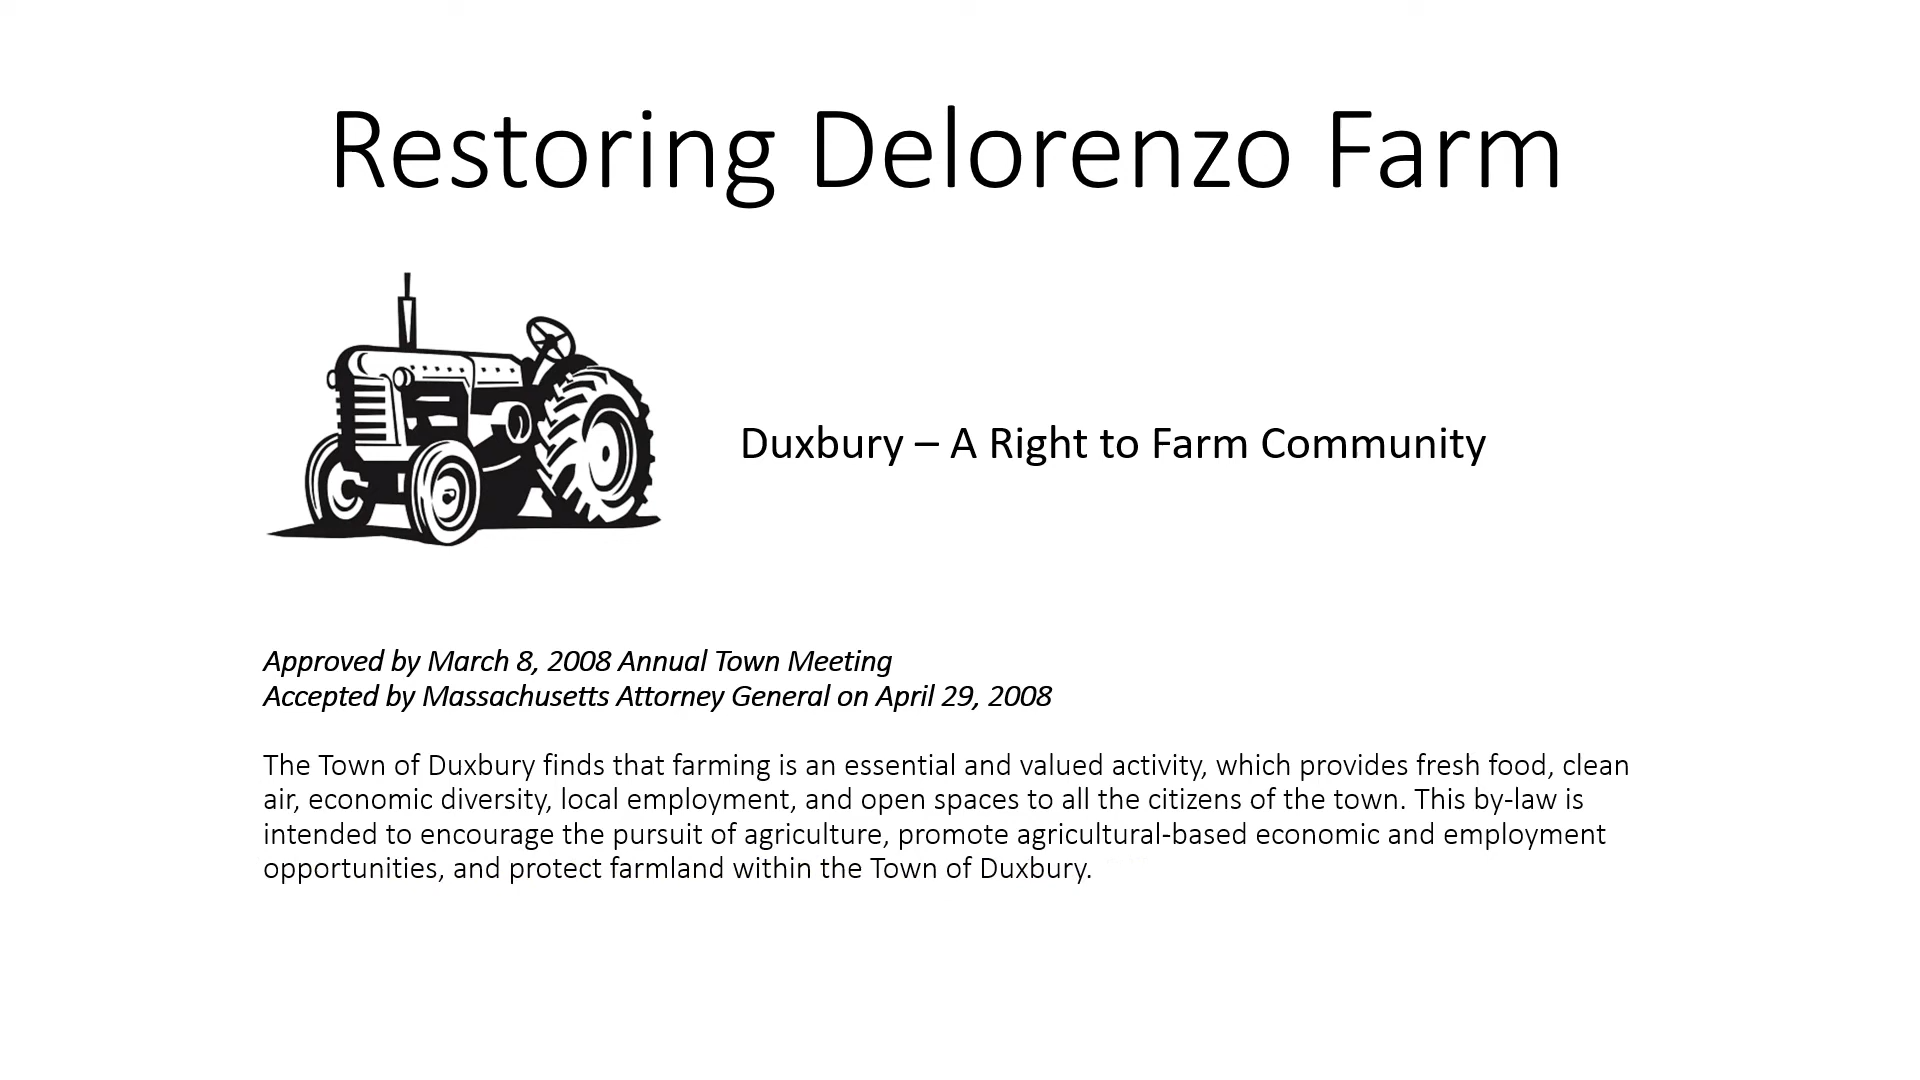 Restoring Delorenzo Farm
Duxbury – A Right to Farm Community
Approved by March 8, 2008 Annual Town Meeting
Accepted by Massachusetts Attorney General on April 29, 2008
The Town of Duxbury finds that farming is an essential and valued activity, which provides fresh food, clean
air, economic diversity, local employment, and open spaces to all the citizens of the town. This by-law is
intended to encourage the pursuit of agriculture, promote agricultural-based economic and employment
opportunities, and protect farmland within the Town of Duxbury.